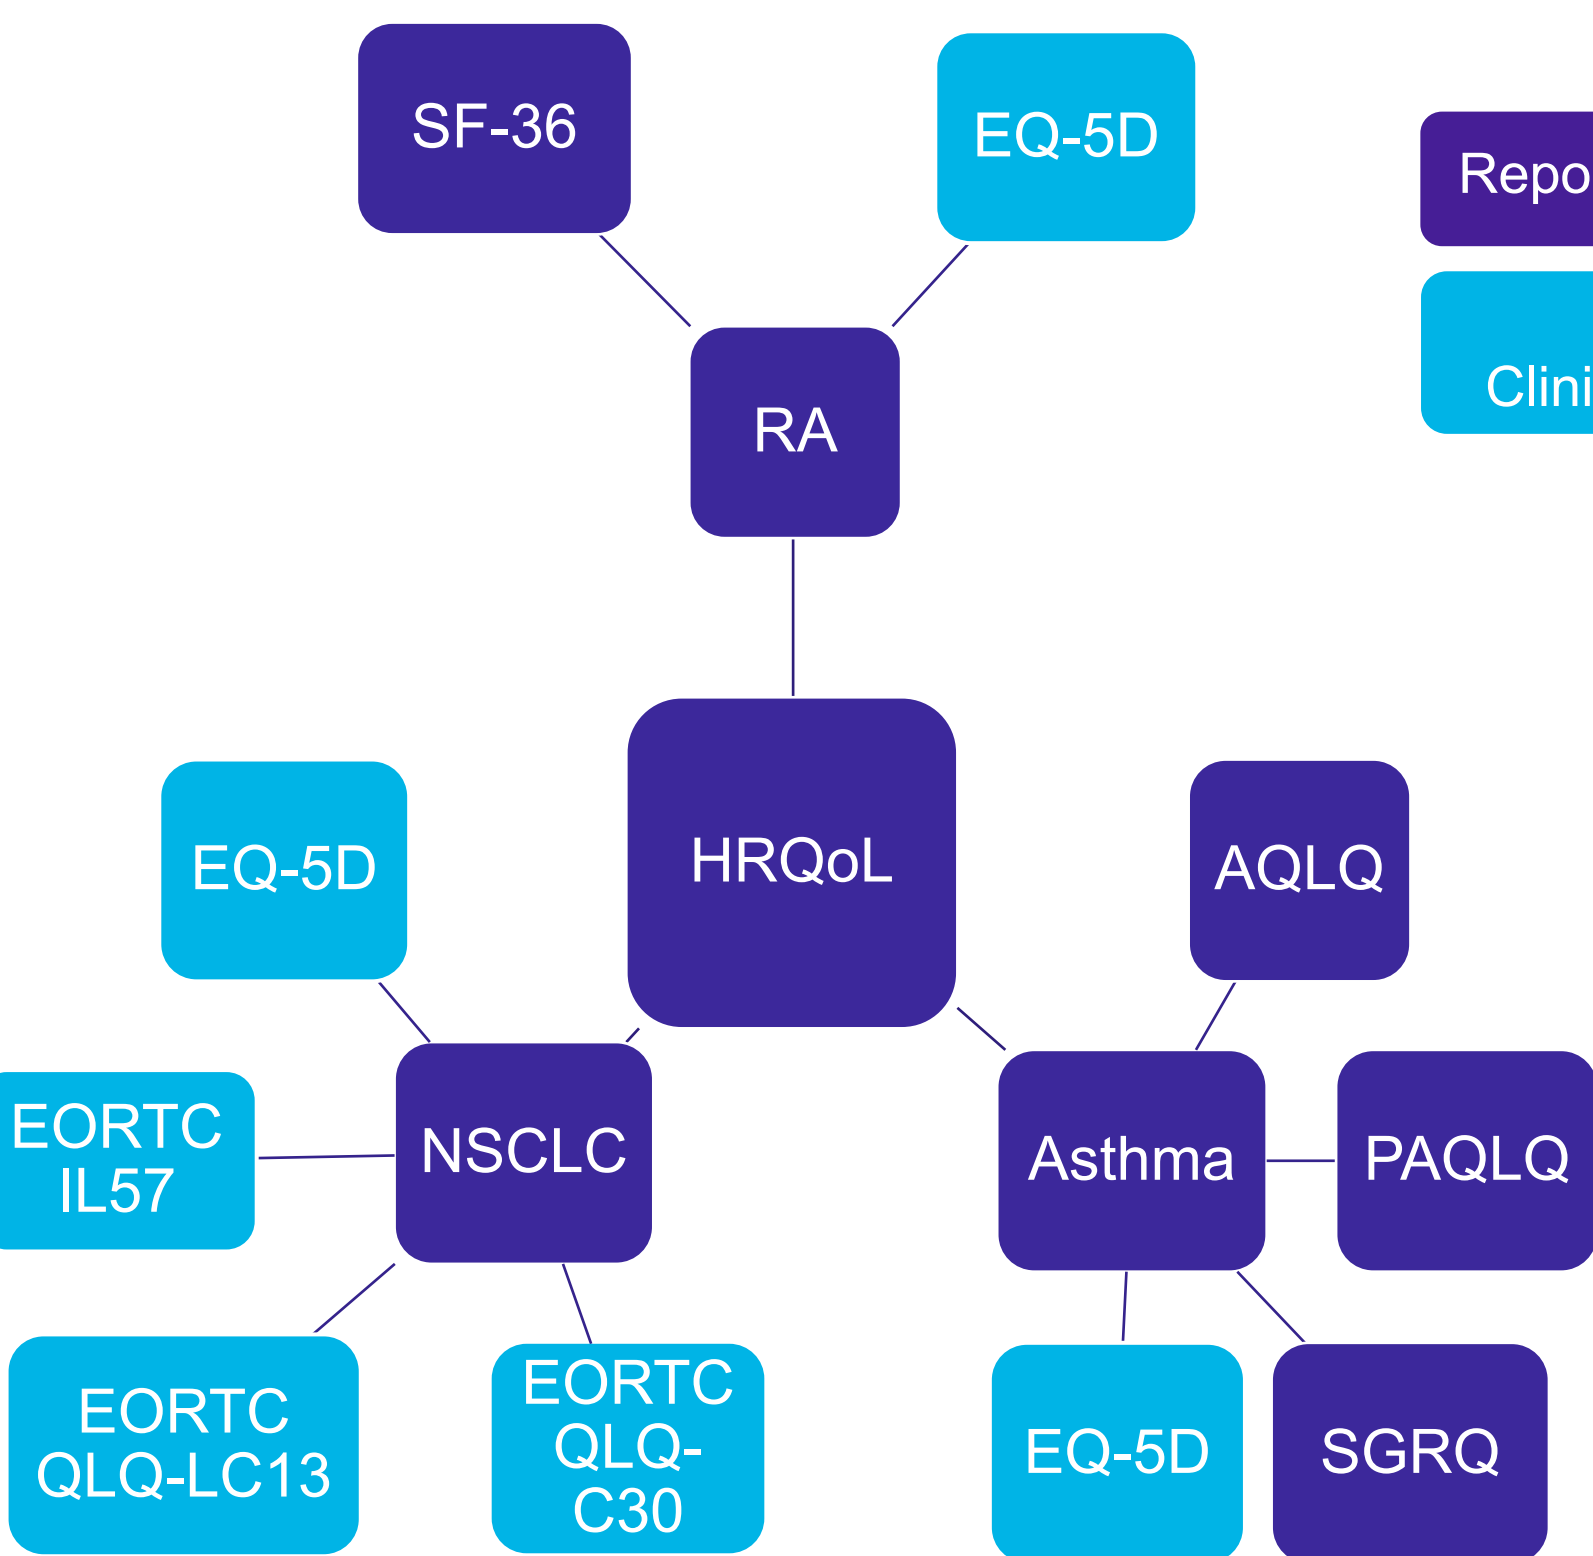 SF-36
EQ-5D
RA
HRQoL
EQ-5D
AQLQ
EORTC
IL57
NSCLC
Asthma
PAQLQ
EORTC
QLQ-LC13
EORTC
QLQ-
C30
EQ-5D
SGRQ